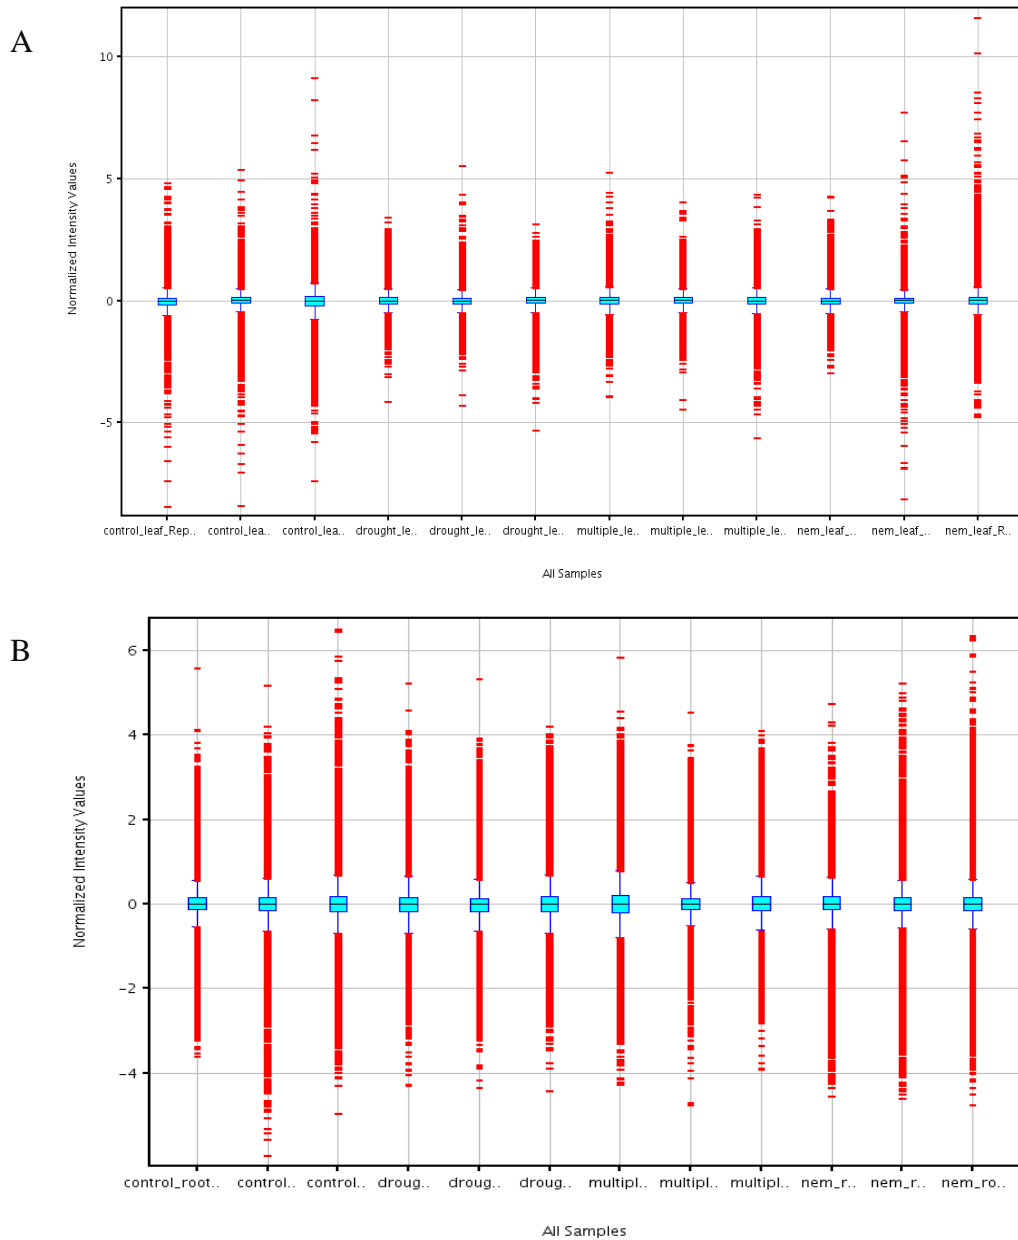 A
Normalized Intensity Values
10
5
0
-5
control_leaf_Rep.. control_lea.. control_lea.. drought_le.. drought_le.. drought_le.. multiple_le.. multiple_le.. multiple_le.. nem_leaf_.. nem_leaf_.. nem_leaf_R..
All Samples
B
Normalized Intensity Values
6
4
2
0
-2
-4
control_root.. control.. control.. droug.. droug.. droug.. multipl.. multipl.. multipl.. nem_r.. nem_r.. nem_ro..
All Samples